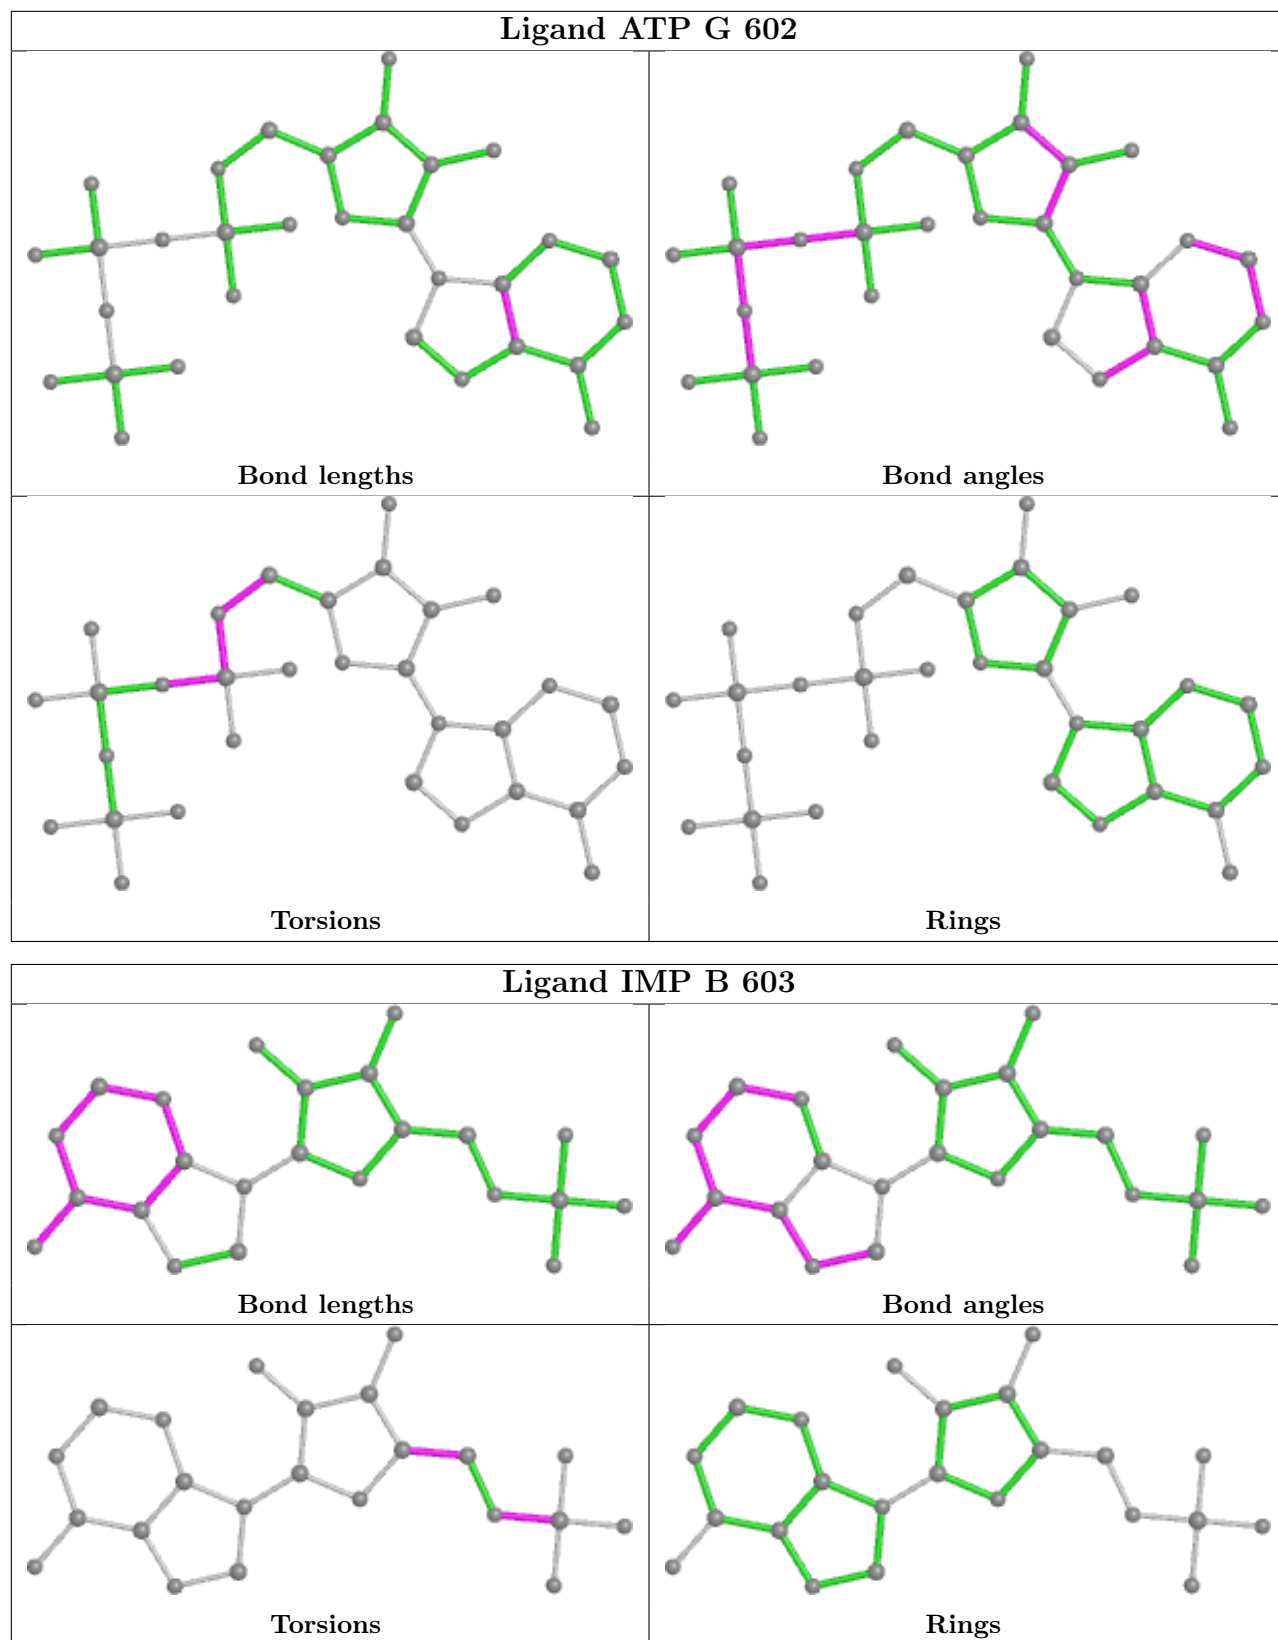 Ligand ATP G 602
Bond lengths
Bond angles
Torsions
Rings
Ligand IMP B 603
Bond lengths
Bond angles
Torsions
Rings